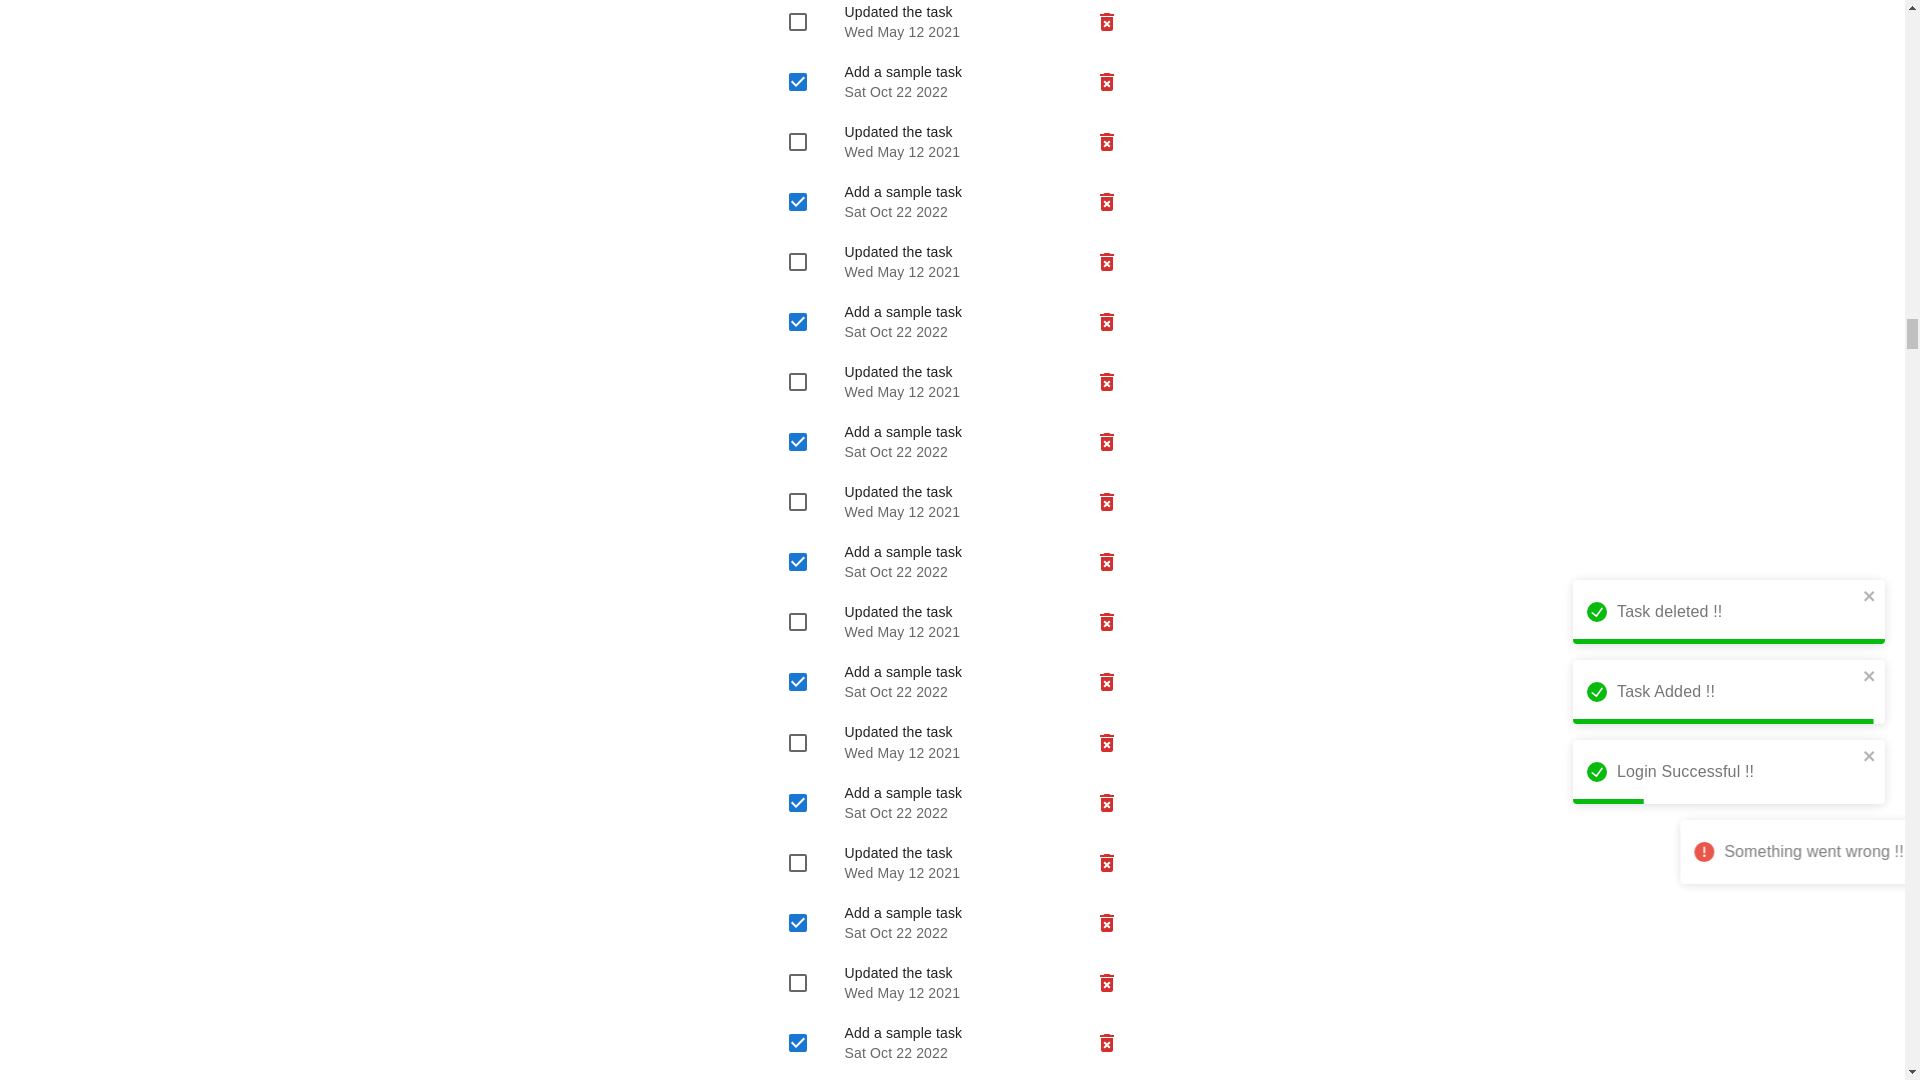 Updated the task
Wed May 12 2021
Add a sample task
Sat Oct 22 2022
Updated the task
Wed May 12 2021
Add a sample task
Sat Oct 22 2022
Updated the task
Wed May 12 2021
Add a sample task
Sat Oct 22 2022
Updated the task
Wed May 12 2021
Add a sample task
Sat Oct 22 2022
Updated the task
Wed May 12 2021
Add a sample task
Sat Oct 22 2022
Updated the task
Wed May 12 2021
Add a sample task
Sat Oct 22 2022
Updated the task
Wed May 12 2021
Add a sample task
Sat Oct 22 2022
Updated the task
Wed May 12 2021
Add a sample task
Sat Oct 22 2022
Updated the task
Wed May 12 2021
Add a sample task
Sat Oct 22 2022
Task deleted !!
Task Added !!
Login Successful !!
Something went wrong !!